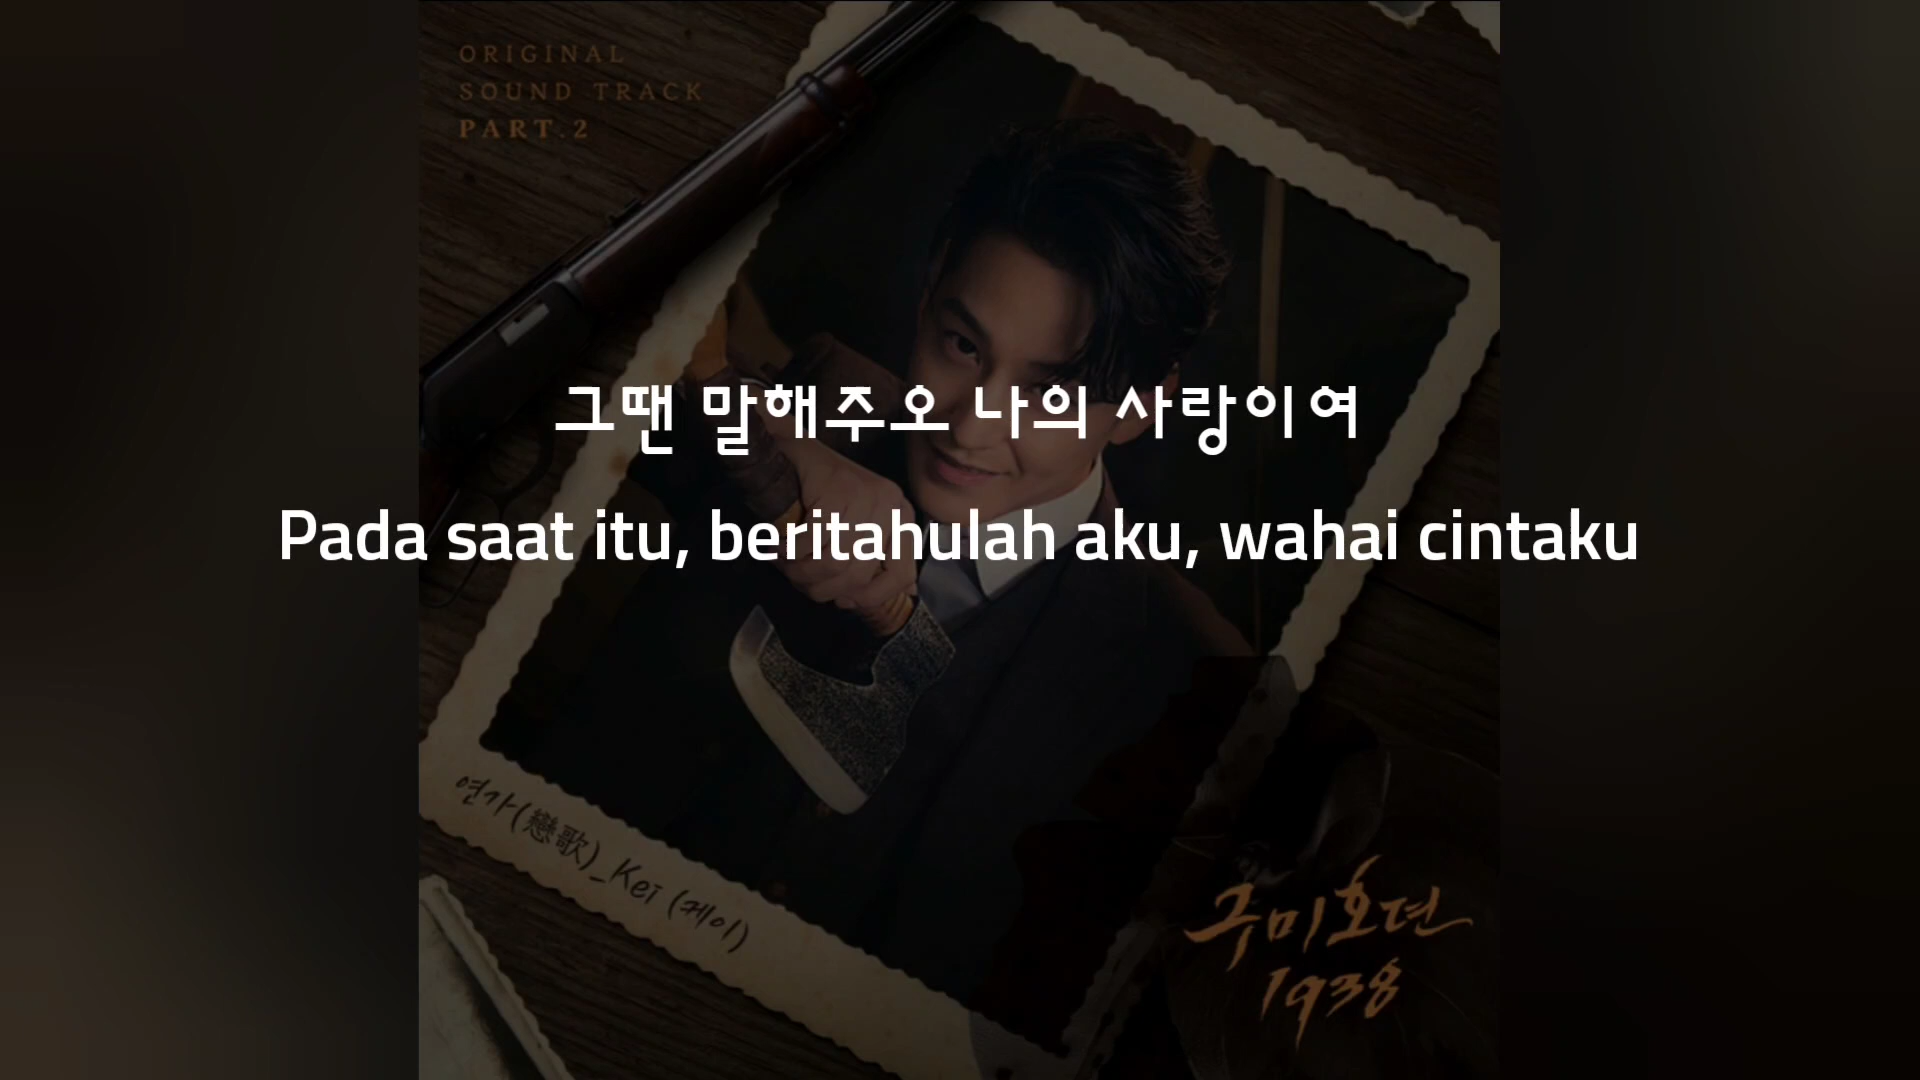 ORIGINAL
SOUND TRACK
PART.2
그땐 말해주오 나의 사랑이여
Pada saat itu, beritahulah aku, wahai cintaku
연가(戀歌)_Kei (케이)
구미호뎐
1938